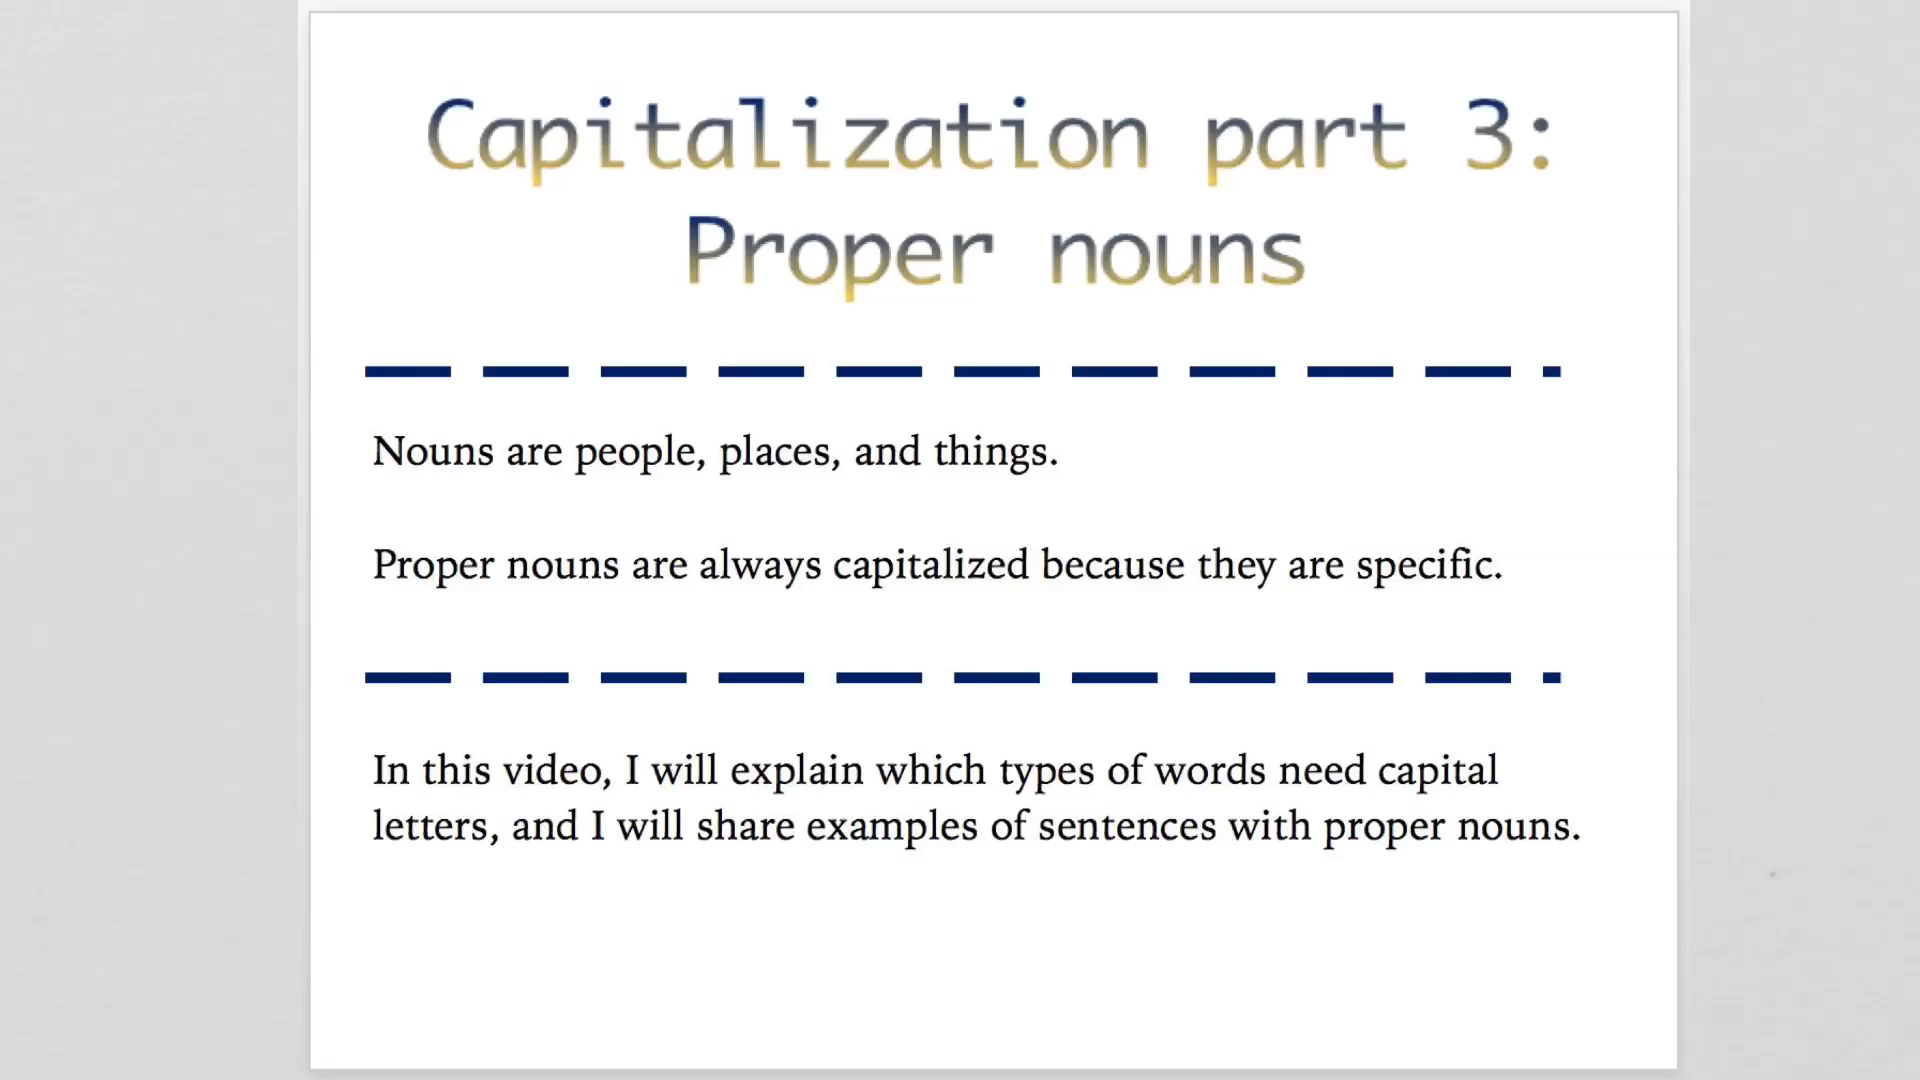 Capitalization part 3:
Proper nouns
Nouns are people, places, and things.
Proper nouns are always capitalized because they are specific.
In this video, I will explain which types of words need capital
letters, and I will share examples of sentences with proper nouns.